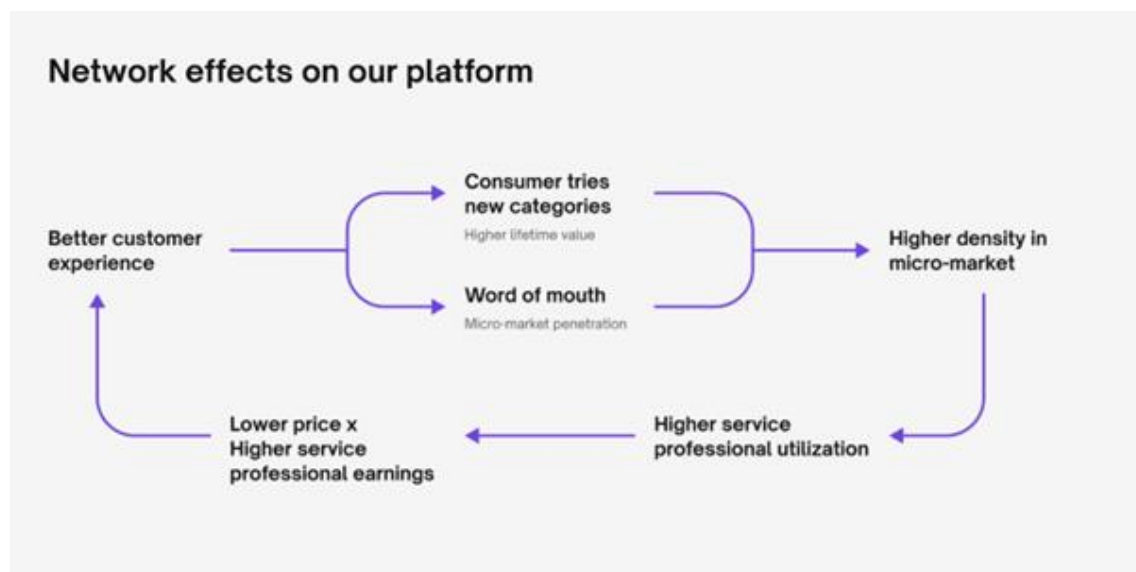 Network effects on our platform
Consumer tries
new categories
Higher lifetime value
Better customer
experience
Higher density in
micro-market
Word of mouth
Micro-market penetration
Lower price x
Higher service
professional earnings
Higher service
professional utilization